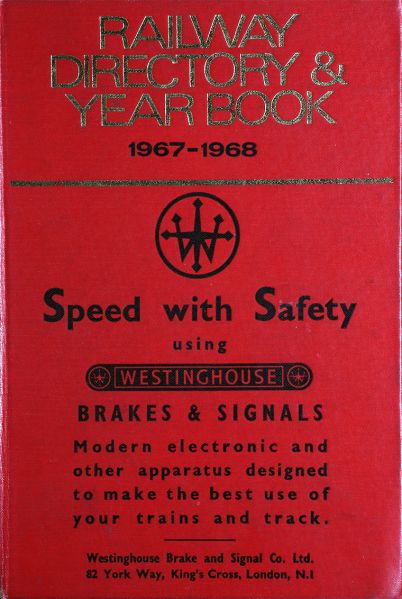 RAILWAY
DIRECTORY &
YEAR BOOK
1967-1968
W
Speed with Safety
using
WESTINGHOUSE
BRAKES & SIGNALS
Modern electronic and
other apparatus designed
to make the best use of
your trains and track.
Westinghouse Brake and Signal Co. Ltd.
82 York Way, King's Cross, London, N.1